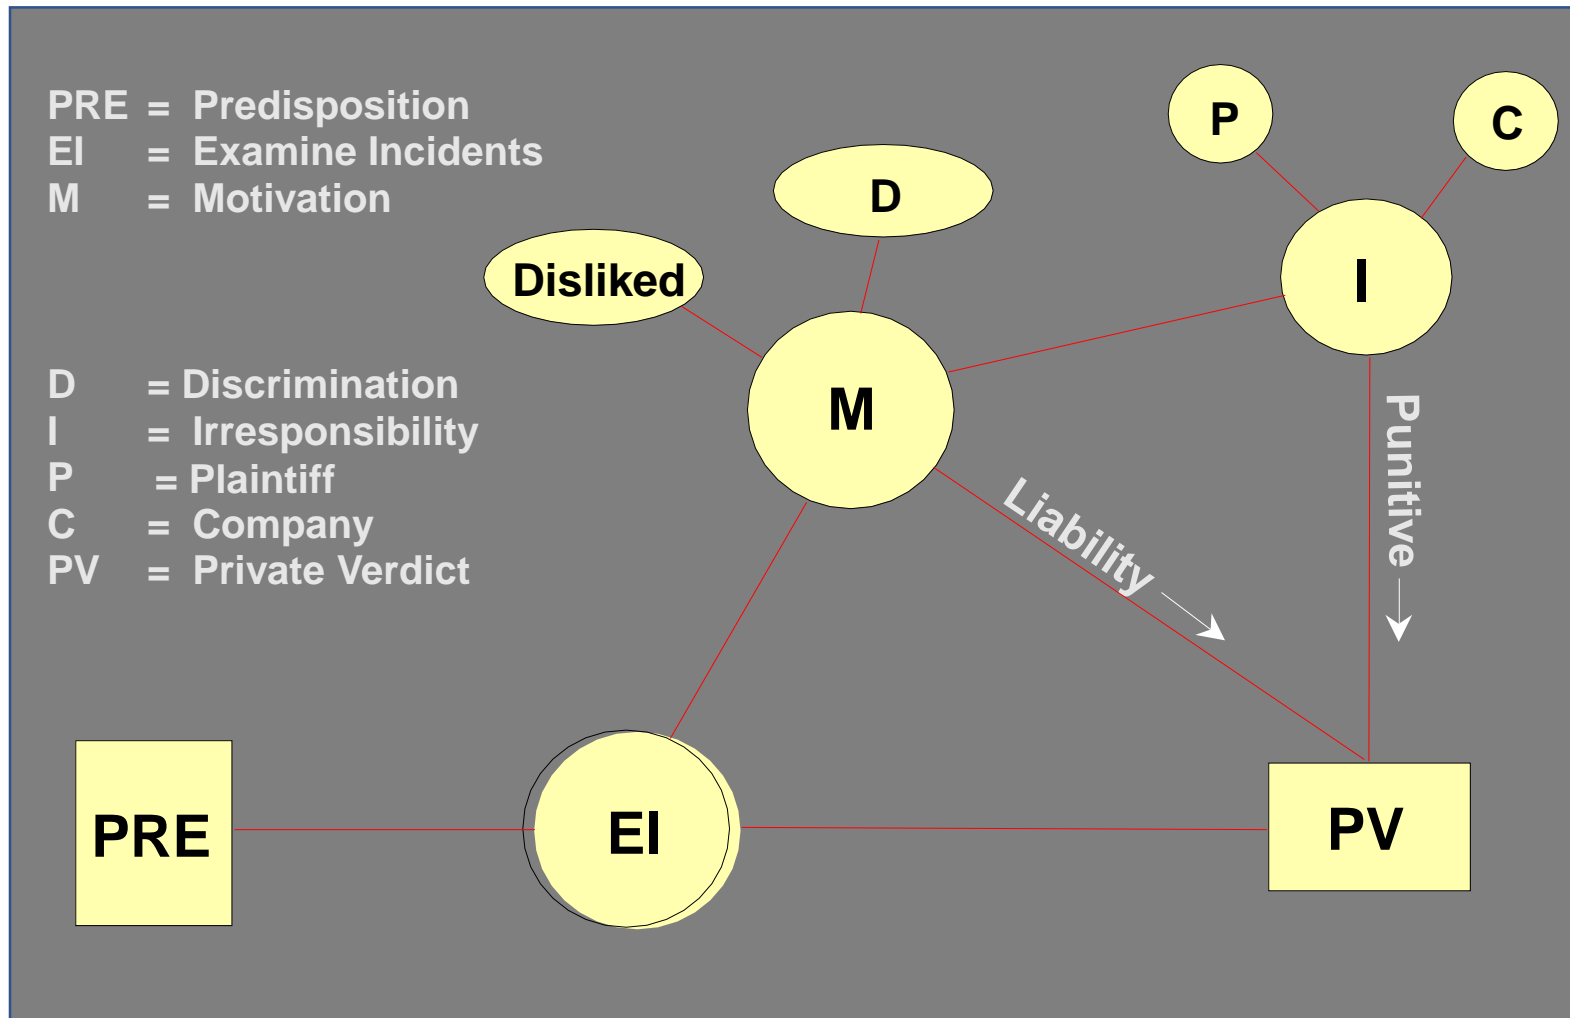 PRE = Predisposition
EI = Examine Incidents
M = Motivation
D = Discrimination
I = Irresponsibility
P = Plaintiff
C = Company
PV = Private Verdict
P
C
D
Disliked
I
M
Liability
Punitive
PRE
EI
PV